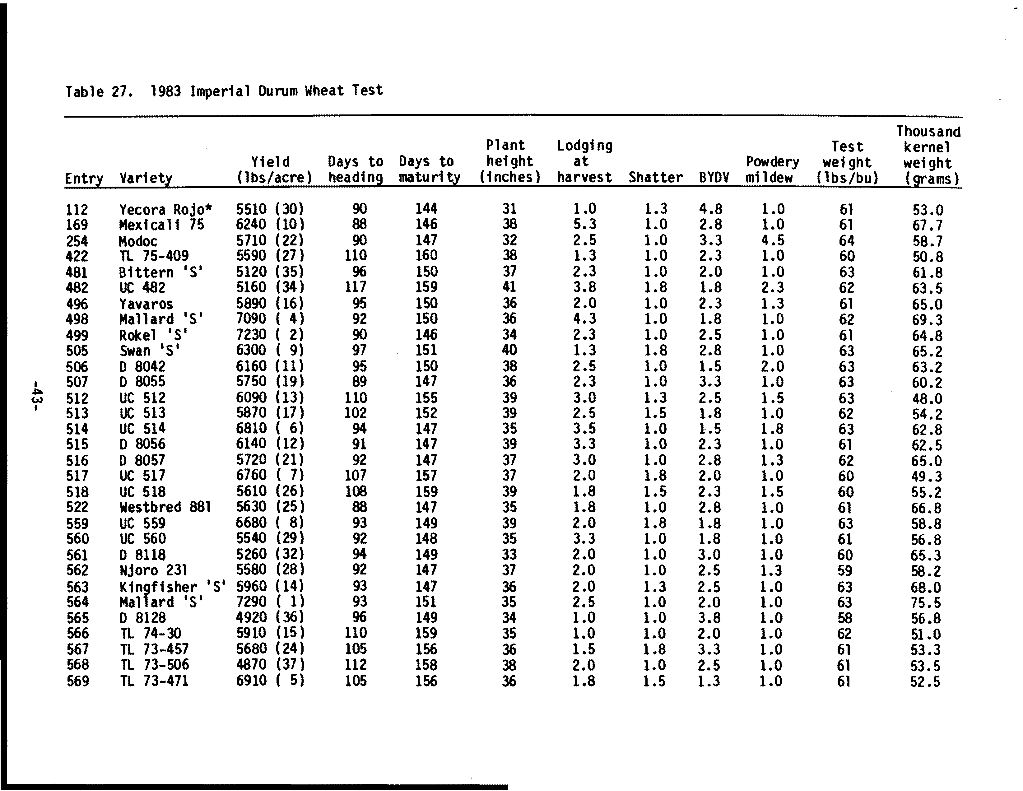 Table 27. 1983 Imperial Durum Wheat Test
Thousand
Plant Lodging Test kernel
Yield Days to Days to height at Powdery weight weight
Entry Variety (lbs/acre) heading maturity (inches) harvest Shatter BYDV mildew (lbs/bu) (grams)
112 Yecora Rojo* 5510 (30) 90 144 31 1.0 1.3 4.8 1.0 61 53.0
169 Mexicali 75 6240 (10) 88 146 38 5.3 1.0 2.8 1.0 61 67.7
254 Modoc 5710 (22) 90 147 32 2.5 1.0 3.3 4.5 64 58.7
422 TL 75-409 5590 (27) 110 160 38 1.3 1.0 2.3 1.0 60 50.8
481 Bittern 'S' 5120 (35) 96 150 37 2.3 1.0 2.0 1.0 63 61.8
482 UC 482 5160 (34) 117 159 41 3.8 1.8 1.8 2.3 62 63.5
496 Yavaros 5890 (16) 95 150 36 2.0 1.0 2.3 1.3 61 65.0
498 Mallard 'S' 7090 ( 4) 92 150 36 4.3 1.0 1.8 1.0 62 69.3
499 Rokel 'S' 7230 ( 2) 90 146 34 2.3 1.0 2.5 1.0 61 64.8
505 Swan 'S' 6300 ( 9) 97 151 40 1.3 1.8 2.8 1.0 63 65.2
506 D 8042 6160 (11) 95 150 38 2.5 1.0 1.5 2.0 63 63.2
507 D 8055 5750 (19) 89 147 36 2.3 1.0 3.3 1.0 63 60.2
512 UC 512 6090 (13) 110 155 39 3.0 1.3 2.5 1.5 63 48.0
513 UC 513 5870 (17) 102 152 39 2.5 1.5 1.8 1.0 62 54.2
514 UC 514 6810 ( 6) 94 147 35 3.5 1.0 1.5 1.8 63 62.8
515 D 8056 6140 (12) 91 147 39 3.3 1.0 2.3 1.0 61 62.5
516 D 8057 5720 (21) 92 147 37 3.0 1.0 2.8 1.3 62 65.0
517 UC 517 6760 ( 7) 107 157 37 2.0 1.8 2.0 1.0 60 49.3
518 UC 518 5610 (26) 108 159 39 1.8 1.5 2.3 1.5 60 55.2
522 Westbred 881 5630 (25) 88 147 35 1.8 1.0 2.8 1.0 61 66.8
559 UC 559 6680 ( 8) 93 149 39 2.0 1.8 1.8 1.0 63 58.8
560 UC 560 5540 (29) 92 148 35 3.3 1.0 1.8 1.0 61 56.8
561 D 8118 5260 (32) 94 149 33 2.0 1.0 3.0 1.0 60 65.3
562 Njoro 231 5580 (28) 92 147 37 2.0 1.0 2.5 1.3 59 58.2
563 Kingfisher 'S' 5960 (14) 93 147 36 2.0 1.3 2.5 1.0 63 68.0
564 Mallard 'S' 7290 ( 1) 93 151 35 2.5 1.0 2.0 1.0 63 75.5
565 D 8128 4920 (36) 96 149 34 1.0 1.0 3.8 1.0 58 56.8
566 TL 74-30 5910 (15) 110 159 35 1.0 1.0 2.0 1.0 62 51.0
567 TL 73-457 5680 (24) 105 156 36 1.5 1.8 3.3 1.0 61 53.3
568 TL 73-506 4870 (37) 112 158 38 2.0 1.0 2.5 1.0 61 53.5
569 TL 73-471 6910 ( 5) 105 156 36 1.8 1.5 1.3 1.0 61 52.5
-43-